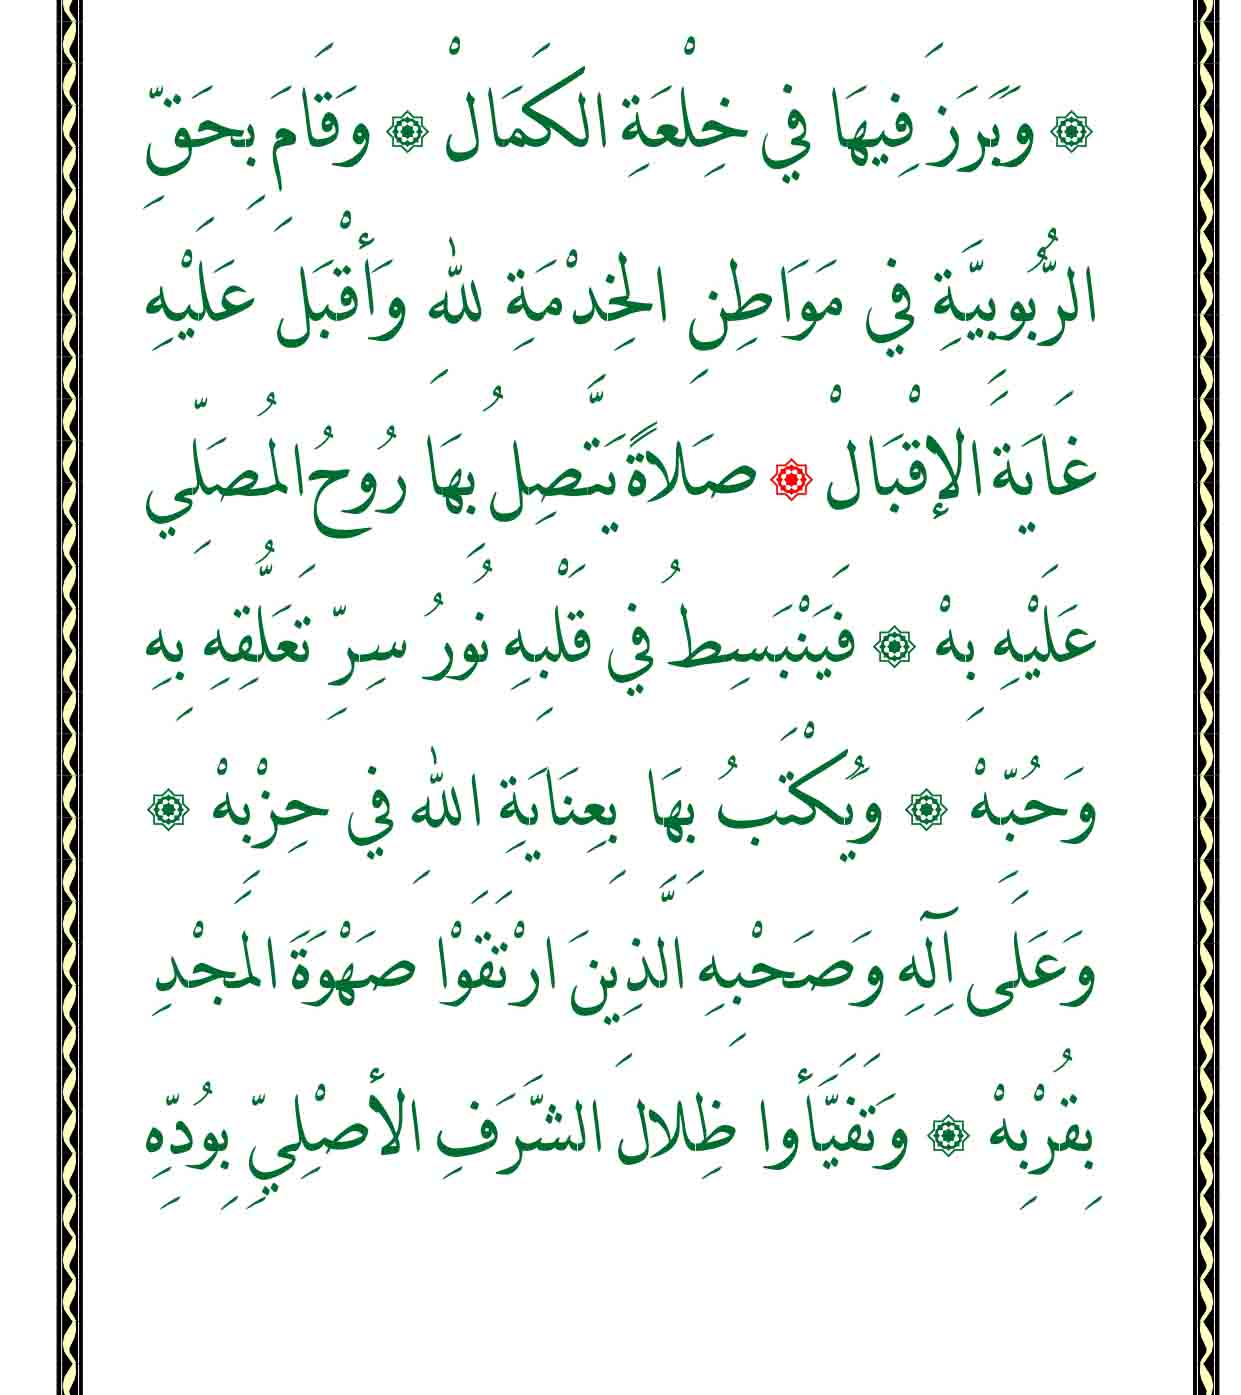 ۞ وَبَرَزَ فِيهَا فِي خِلْعَةِ الكَمَالْ ۞ وَقَامَ بِحَقِّ
الرُّبُوبِيَّةِ فِي مَوَاطِنِ الخِدْمَةِ لله وَأَقْبَلَ عَلَيْهِ
غَايَةَ الإِقْبَالْ ۞ صَلاَةً يَتَّصِلُ بِهَا رُوحُ المُصَلِّي
عَلَيْهِ بِهْ ۞ فَيَنْبَسِطُ فِي قَلْبِهِ نُورُ سِرِّ تَعَلُّقِهِ بِهِ
وَحُبِّهْ ۞ وَيُكْتَبُ بِهَا بِعِنَايَةِ اللهِ فِي حِزْبِهْ ۞
وَعَلَى آلِهِ وَصَحْبِهِ الَّذِينَ ارْتَقَوْا صَهْوَةَ المَجْدِ
بِقُرْبِهْ ۞ وَتَفَيَّأُوا ظِلَالَ الشَّرَفِ الأَصْلِيِّ بِوُدِّهِ